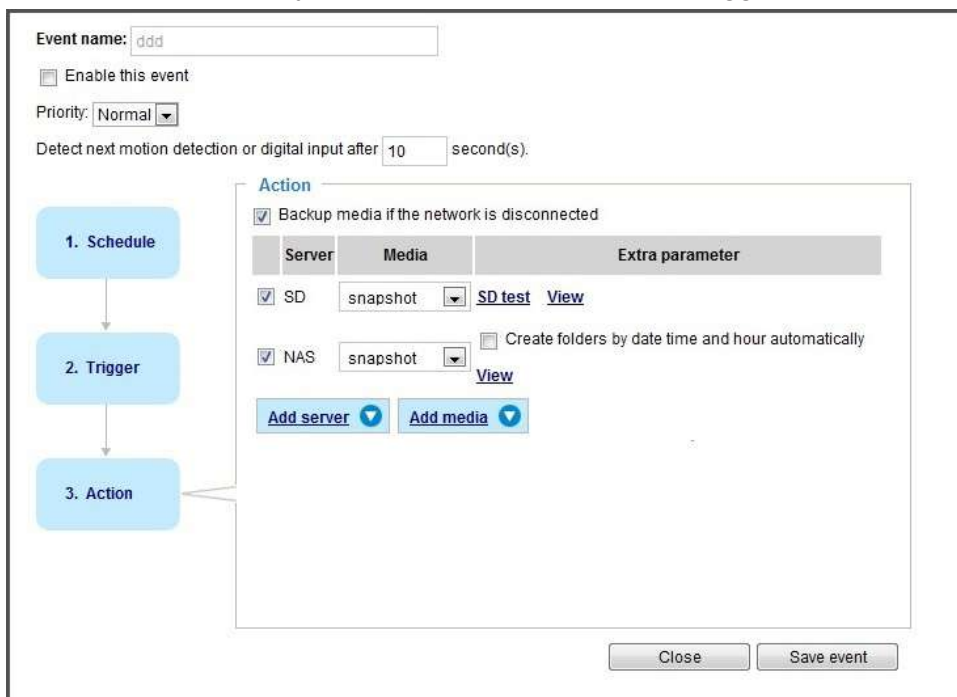 Event name: ddd
Enable this event
Priority: Normal
Detect next motion detection or digital input after 10 second(s).
Action
Backup media if the network is disconnected
Server Media Extra parameter
SD snapshot SD test View
NAS snapshot Create folders by date time and hour automatically
View
Add server Add media
1. Schedule
2. Trigger
3. Action
Close Save event